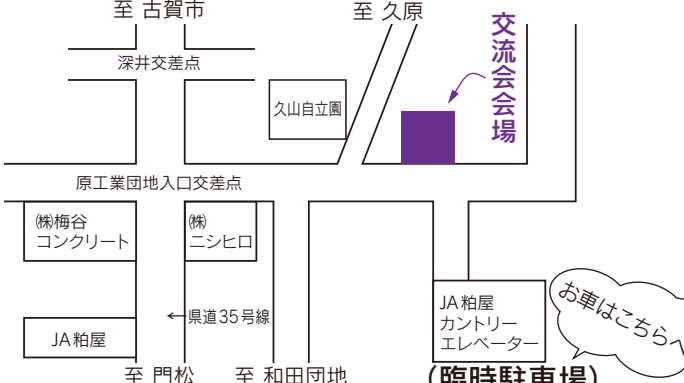 至 古賀市
至 久原
深井交差点
交流会会場
久山自立園
原工業団地入口交差点
㈱梅谷
コンクリート
㈱
ニシヒロ
←県道35号線
JA粕屋
JA粕屋
カントリー
エレベーター
お車はこちらへ
至 門松
至 和田団地
(臨時駐車場)